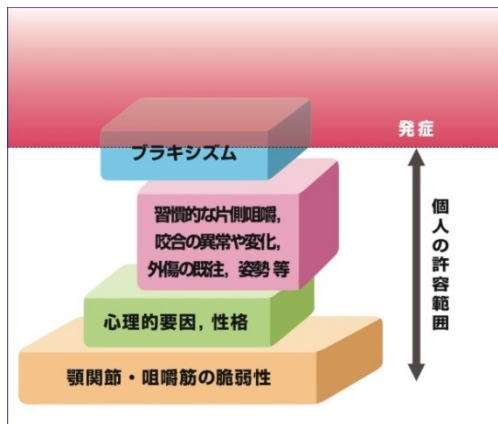 発症
ブラキシズム
習慣的な片側咀嚼,
咬合の異常や変化,
外傷の既往, 姿勢 等
個人の許容範囲
心理的要因, 性格
顎関節・咀嚼筋の脆弱性